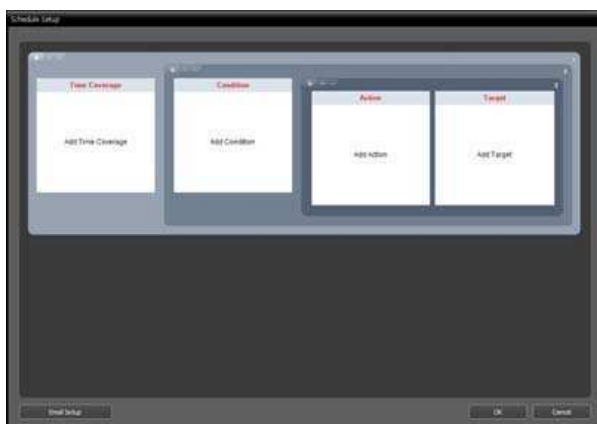 Schedule Setup
Time Coverage
Condition
Action
Target
Add Time Coverage
Add Condition
Add Action
Add Target
Email Setup
OK
Cancel